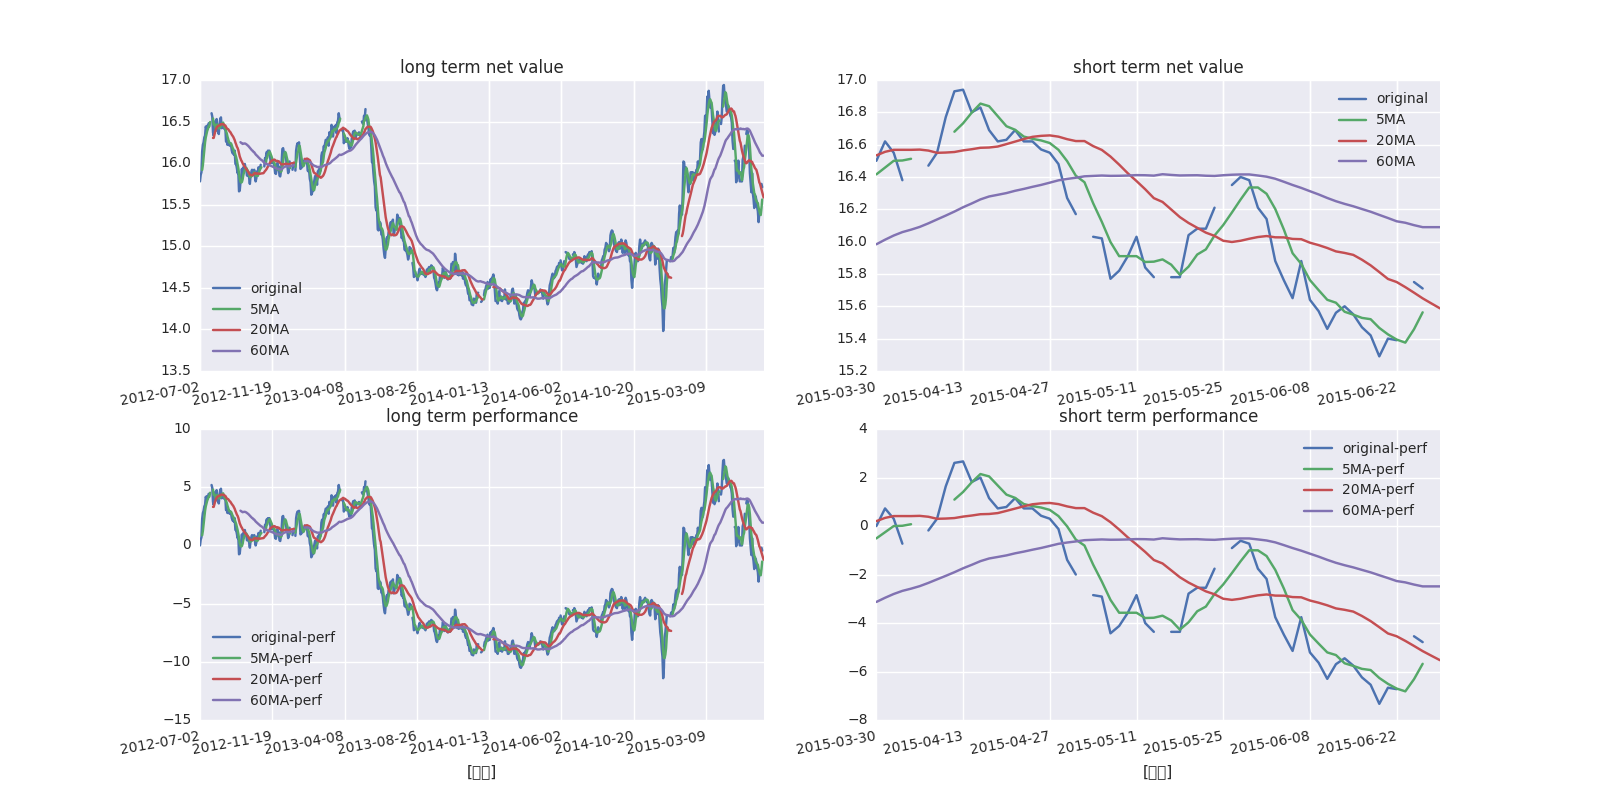 long term net value
17.0
16.5
16.0
15.5
15.0
14.5
14.0
13.5
original
5MA
20MA
60MA
2012-07-02 2012-11-19 2013-04-08 2013-08-26 2014-01-13 2014-06-02 2014-10-20 2015-03-09
short term net value
17.0
16.8
16.6
16.4
16.2
16.0
15.8
15.6
15.4
15.2
original
5MA
20MA
60MA
2015-03-30 2015-04-13 2015-04-27 2015-05-11 2015-05-25 2015-06-08 2015-06-22
long term performance
10
5
0
−5
−10
−15
original-perf
5MA-perf
20MA-perf
60MA-perf
2012-07-02 2012-11-19 2013-04-08 2013-08-26 2014-01-13 2014-06-02 2014-10-20 2015-03-09
short term performance
4
2
0
−2
−4
−6
−8
original-perf
5MA-perf
20MA-perf
60MA-perf
2015-03-30 2015-04-13 2015-04-27 2015-05-11 2015-05-25 2015-06-08 2015-06-22